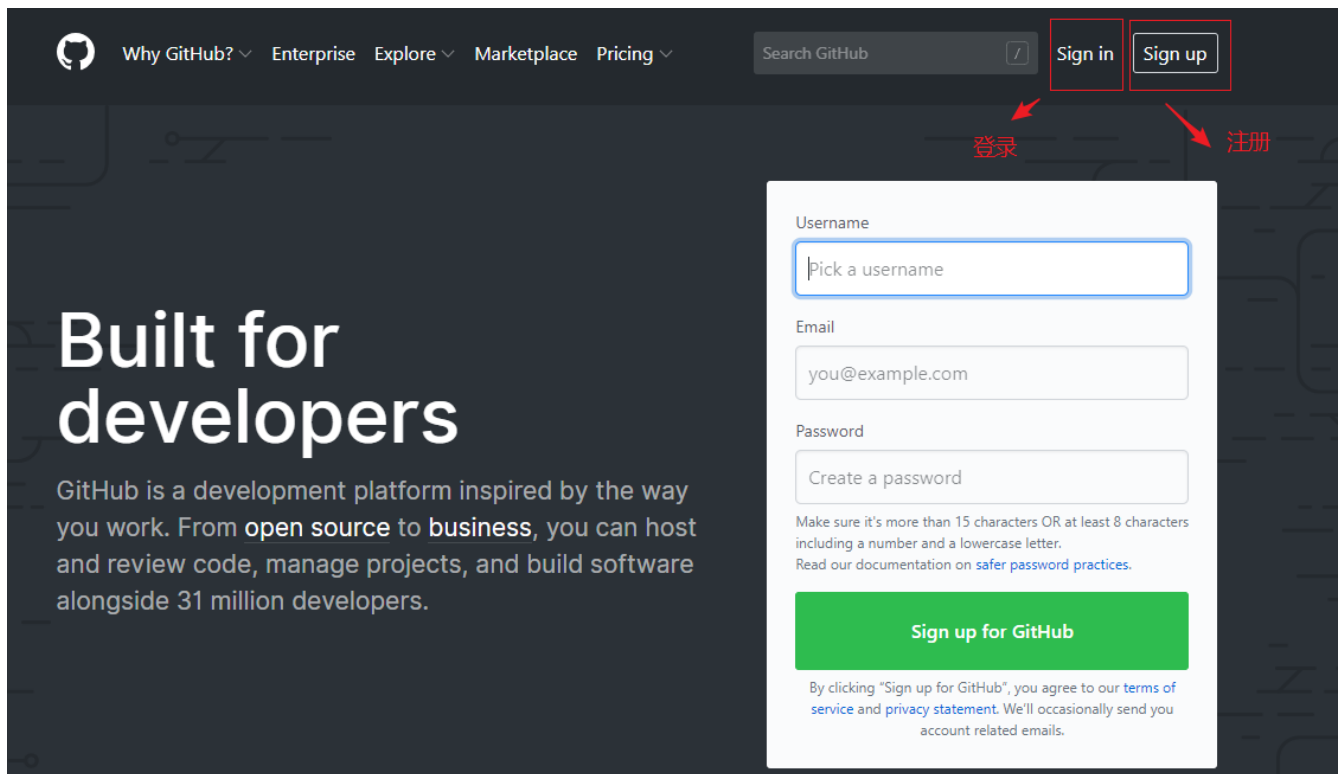 Why GitHub? Enterprise Explore Marketplace Pricing Search GitHub / Sign in Sign up
登录
注册
Built for
developers
GitHub is a development platform inspired by the way
you work. From open source to business, you can host
and review code, manage projects, and build software
alongside 31 million developers.
Username
Pick a username
Email
you@example.com
Password
Create a password
Make sure it's more than 15 characters OR at least 8 characters
including a number and a lowercase letter.
Read our documentation on safer password practices.
Sign up for GitHub
By clicking “Sign up for GitHub”, you agree to our terms of
service and privacy statement. We’ll occasionally send you
account related emails.